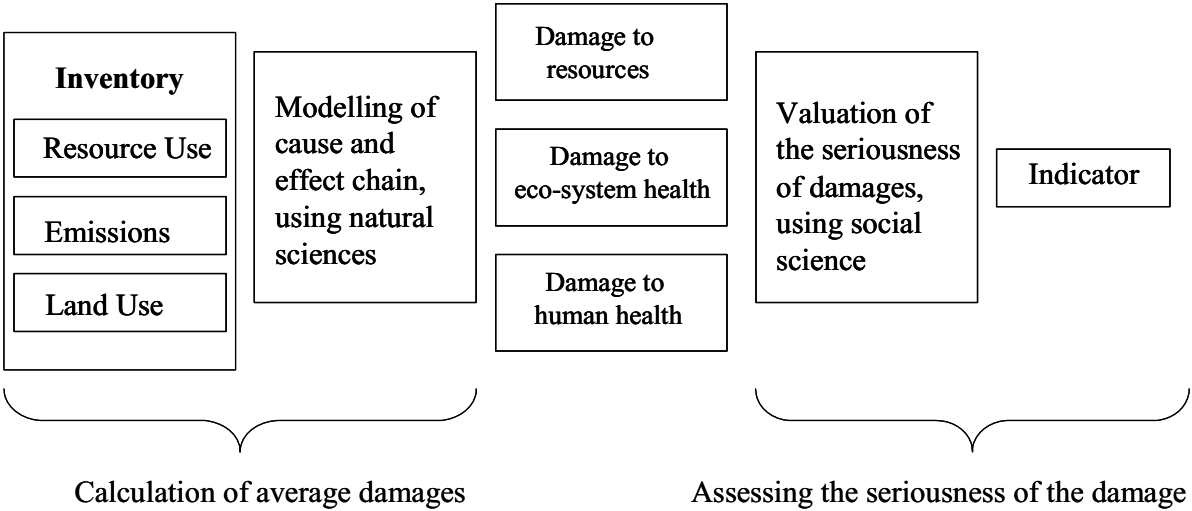 Inventory
Resource Use
Emissions
Land Use
Modelling of
cause and
effect chain,
using natural
sciences
Damage to
resources
Damage to
eco-system health
Damage to
human health
Valuation of
the seriousness
of damages,
using social
science
Indicator
Calculation of average damages
Assessing the seriousness of the damage